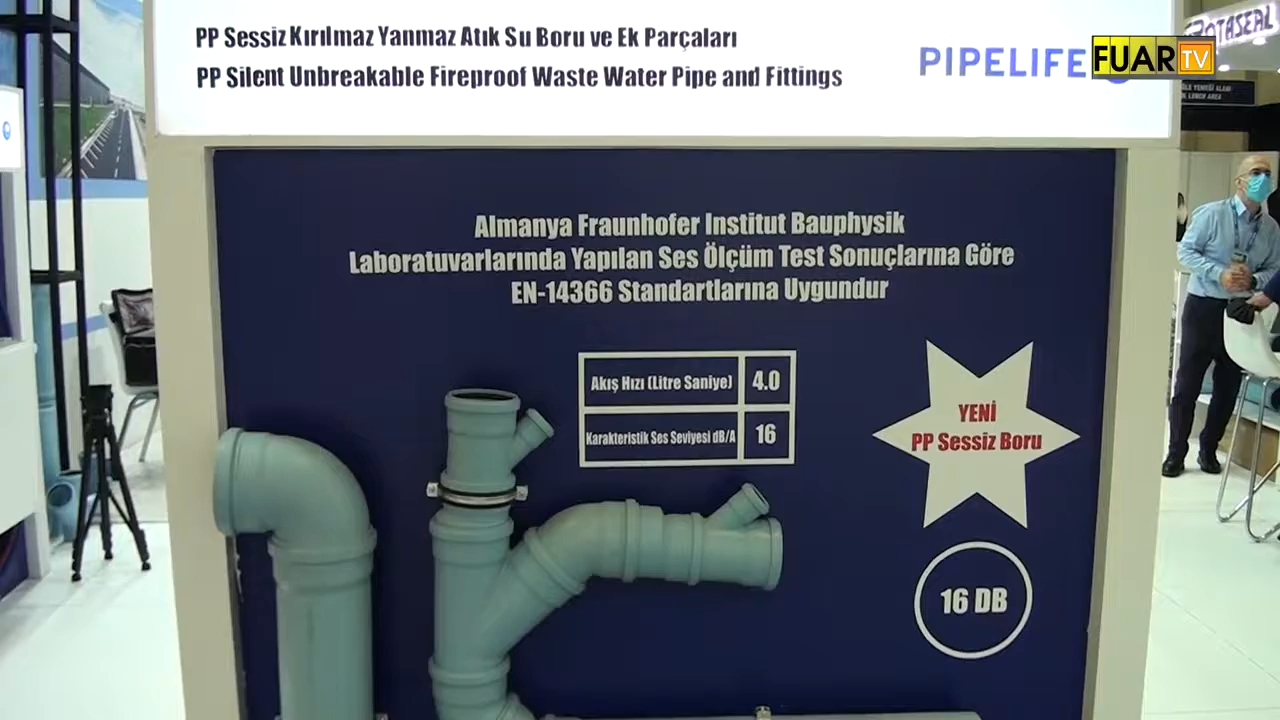 PP Sessiz Kırılmaz Yanmaz Atık Su Boru ve Ek Parçaları
PP Silent Unbreakable Fireproof Waste Water Pipe and Fittings
PIPELIFE
FUAR TV
ROTASEAL
Almanya Fraunhofer Institut Bauphysik
Laboratuvarlarında Yapılan Ses Ölçüm Test Sonuçlarına Göre
EN-14366 Standartlarına Uygundur
Akış Hızı (Litre Saniye) 4.0
Karakteristik Ses Seviyesi dB/A 16
YENİ
PP Sessiz Boru
16 DB